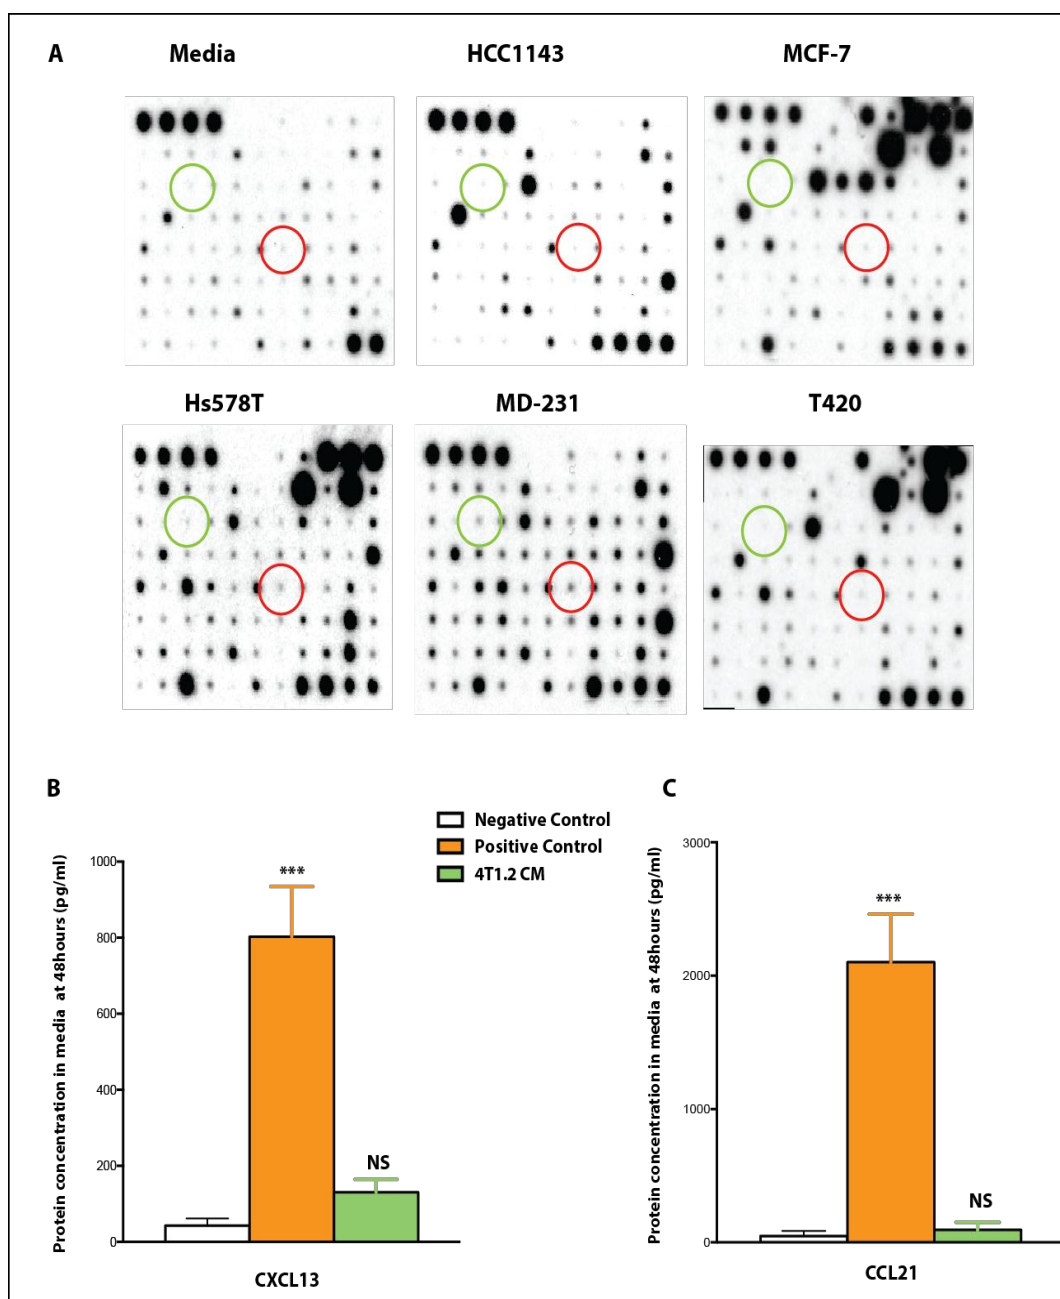 A
Media
HCC1143
MCF-7
Hs578T
MD-231
T420
B
C
Negative Control
Positive Control
4T1.2 CM
Protein concentration in media at 48hours (pg/ml)
1000
800
600
400
200
0
***
NS
CXCL13
Protein concentration in media at 48hours (pg/ml)
3000
2000
1000
0
***
NS
CCL21